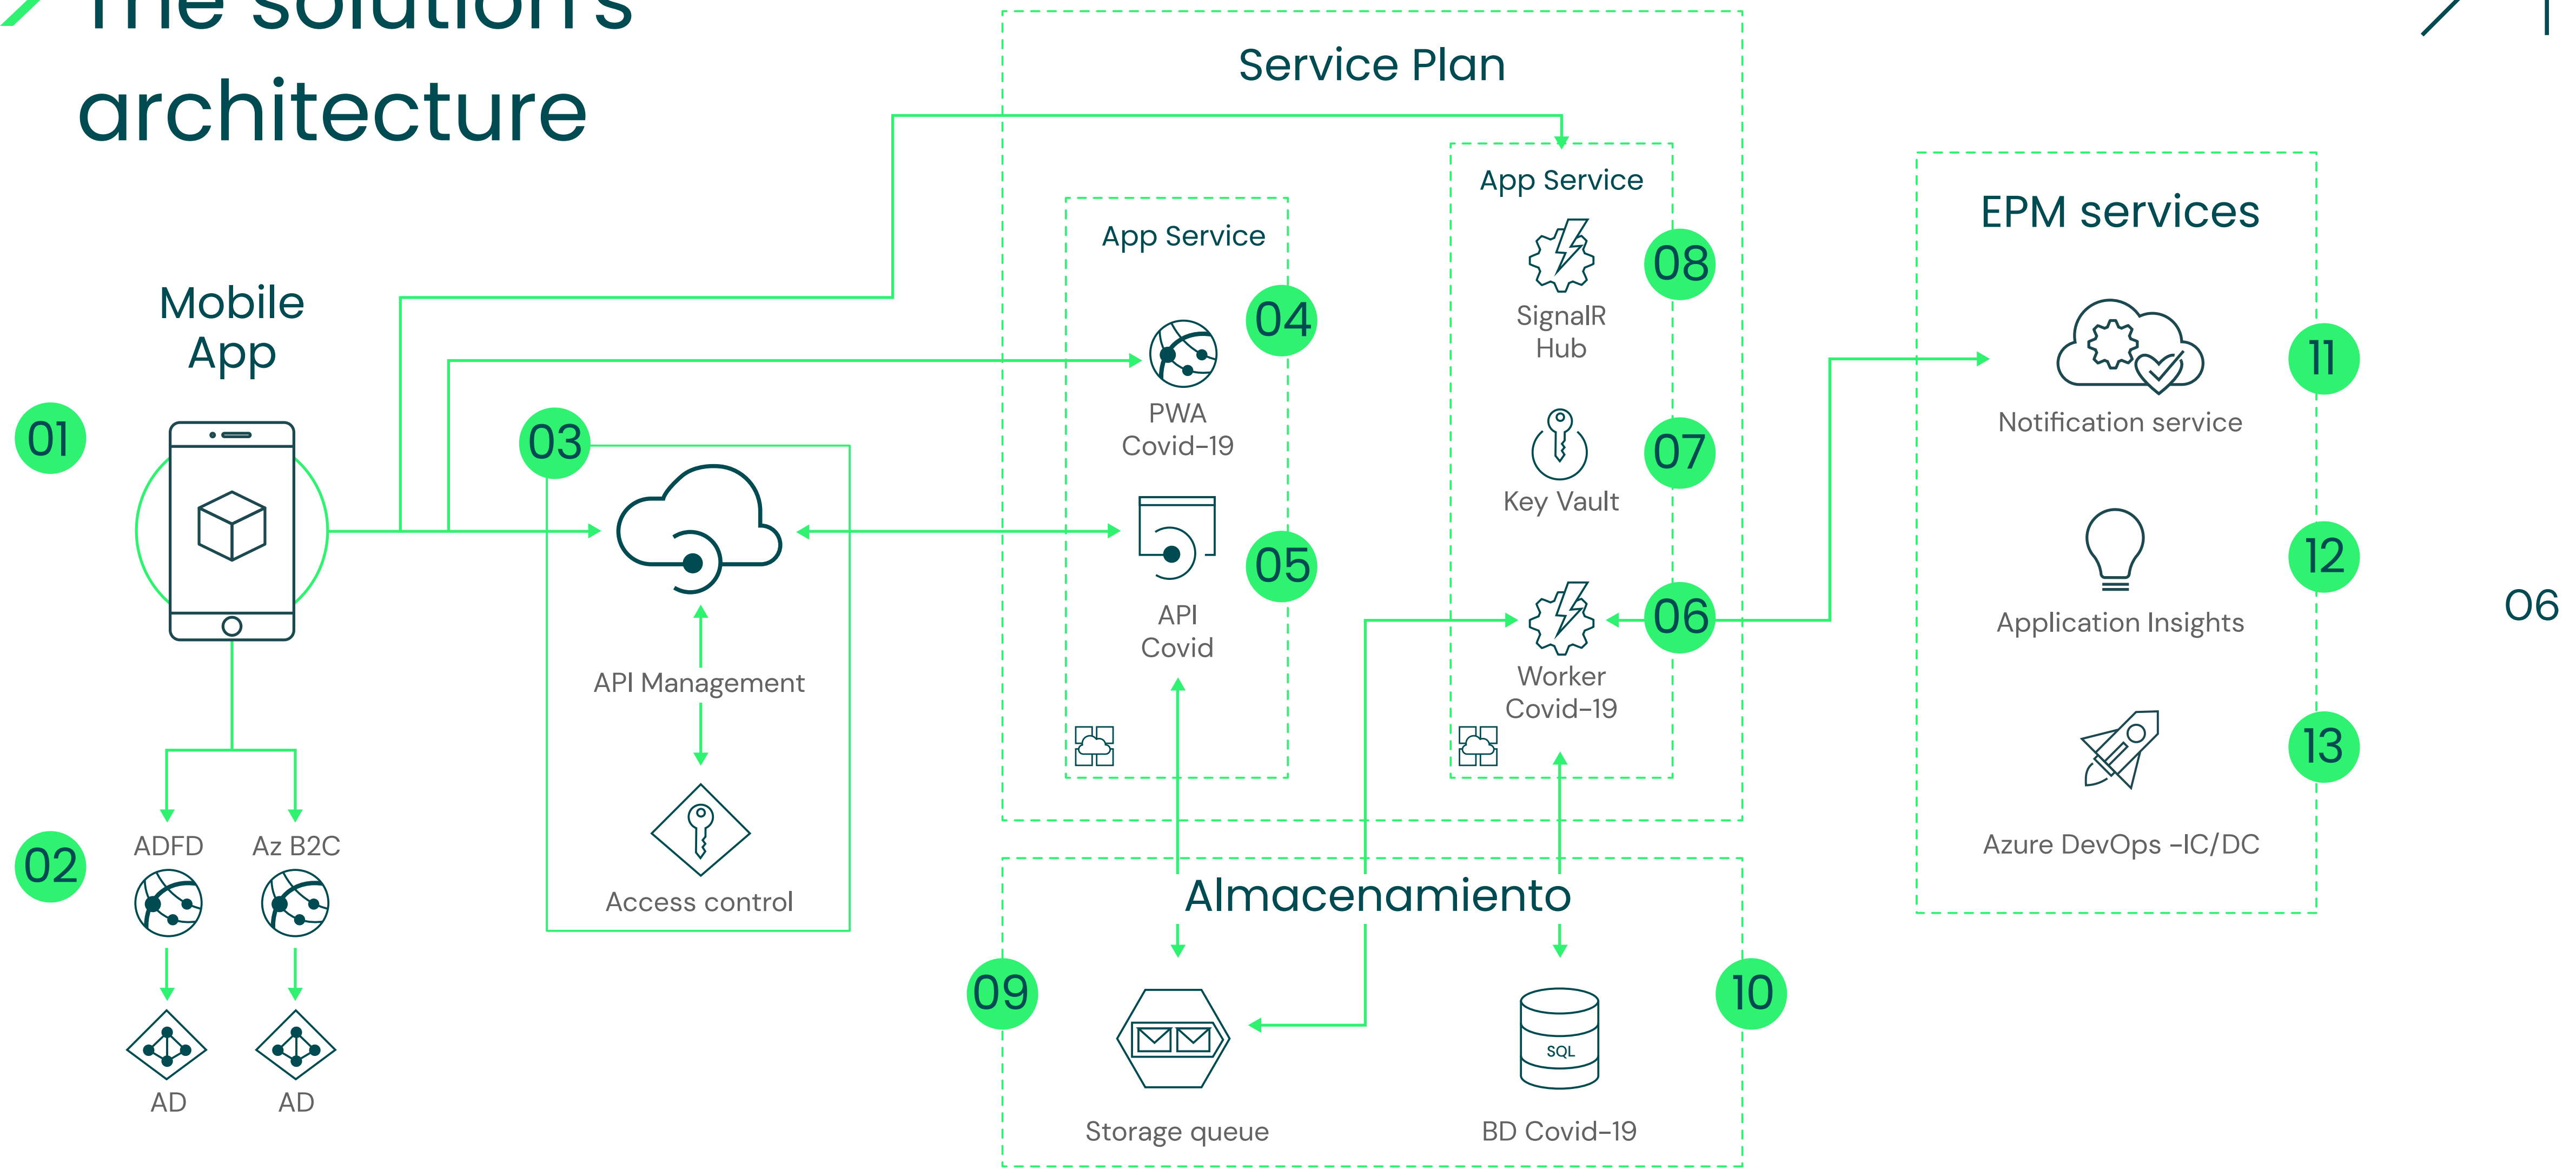 The solution's
architecture
Service Plan
App Service
08
SignalR
Hub
07
Key Vault
06
Worker
Covid-19
App Service
04
PWA
Covid-19
05
API
Covid
EPM services
11
Notification service
12
Application Insights
13
Azure DevOps -IC/DC
Mobile
App
01
03
API Management
Access control
02
ADFD
Az B2C
AD
AD
Almacenamiento
09
Storage queue
10
SQL
BD Covid-19
06